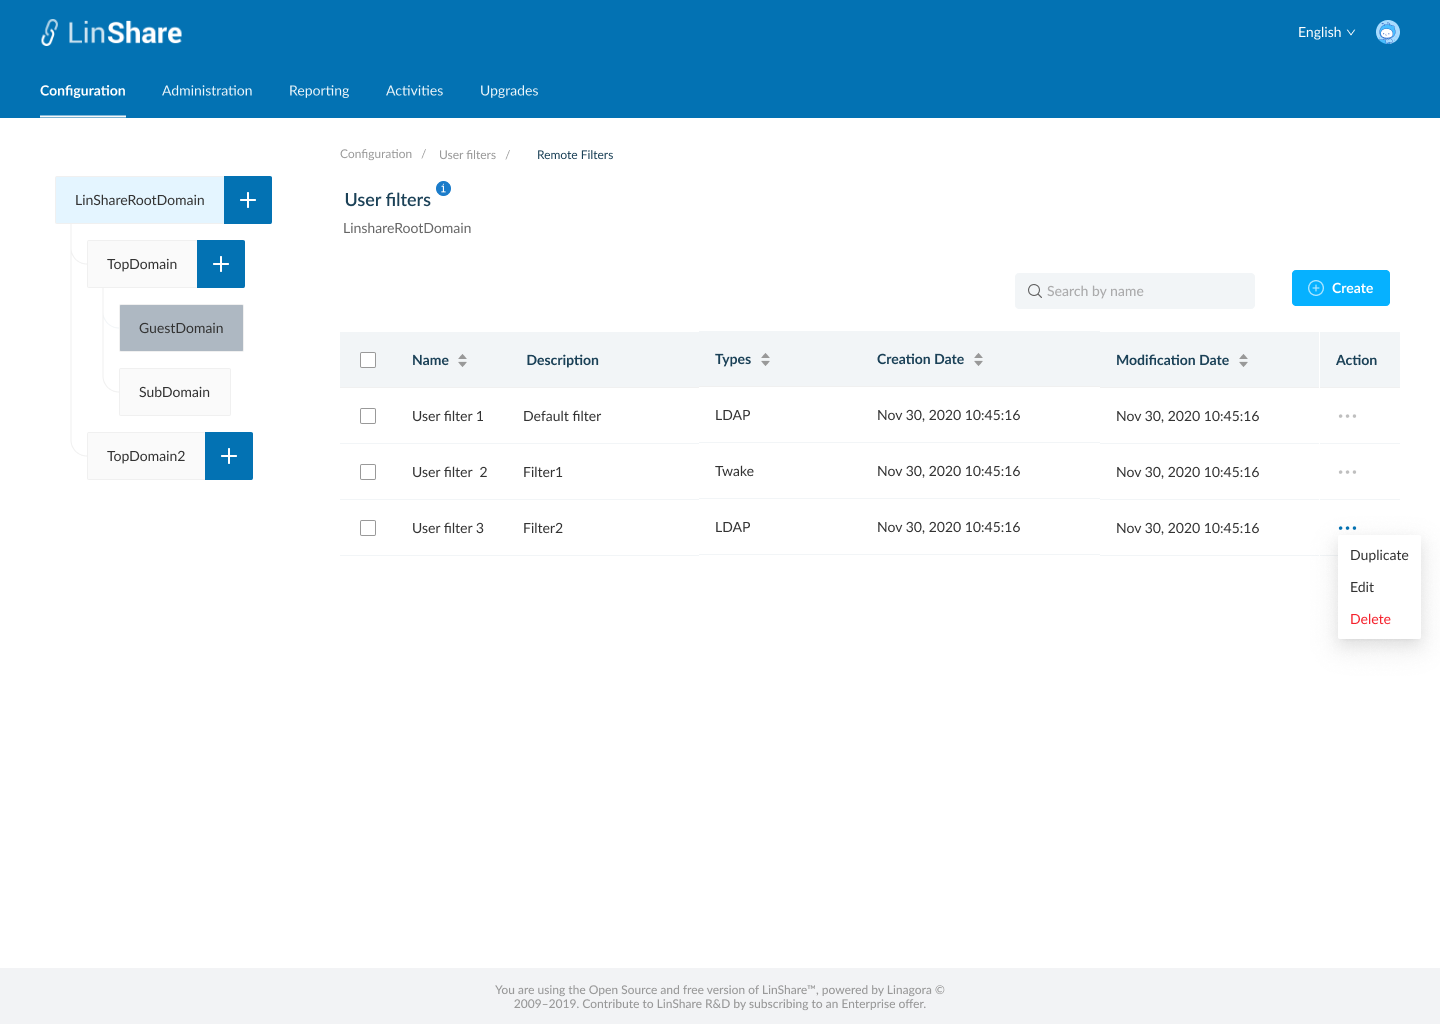 LinShare
English
Configuration Administration Reporting Activities Upgrades
Configuration / User filters / Remote Filters
LinShareRootDomain
TopDomain
GuestDomain
SubDomain
TopDomain2
User filters i
LinshareRootDomain
Search by name
Create
Name Description Types Creation Date Modification Date Action
User filter 1 Default filter LDAP Nov 30, 2020 10:45:16 Nov 30, 2020 10:45:16
User filter 2 Filter1 Twake Nov 30, 2020 10:45:16 Nov 30, 2020 10:45:16
User filter 3 Filter2 LDAP Nov 30, 2020 10:45:16 Nov 30, 2020 10:45:16
Duplicate
Edit
Delete
You are using the Open Source and free version of LinShare™, powered by Linagora ©
2009–2019. Contribute to LinShare R&D by subscribing to an Enterprise offer.